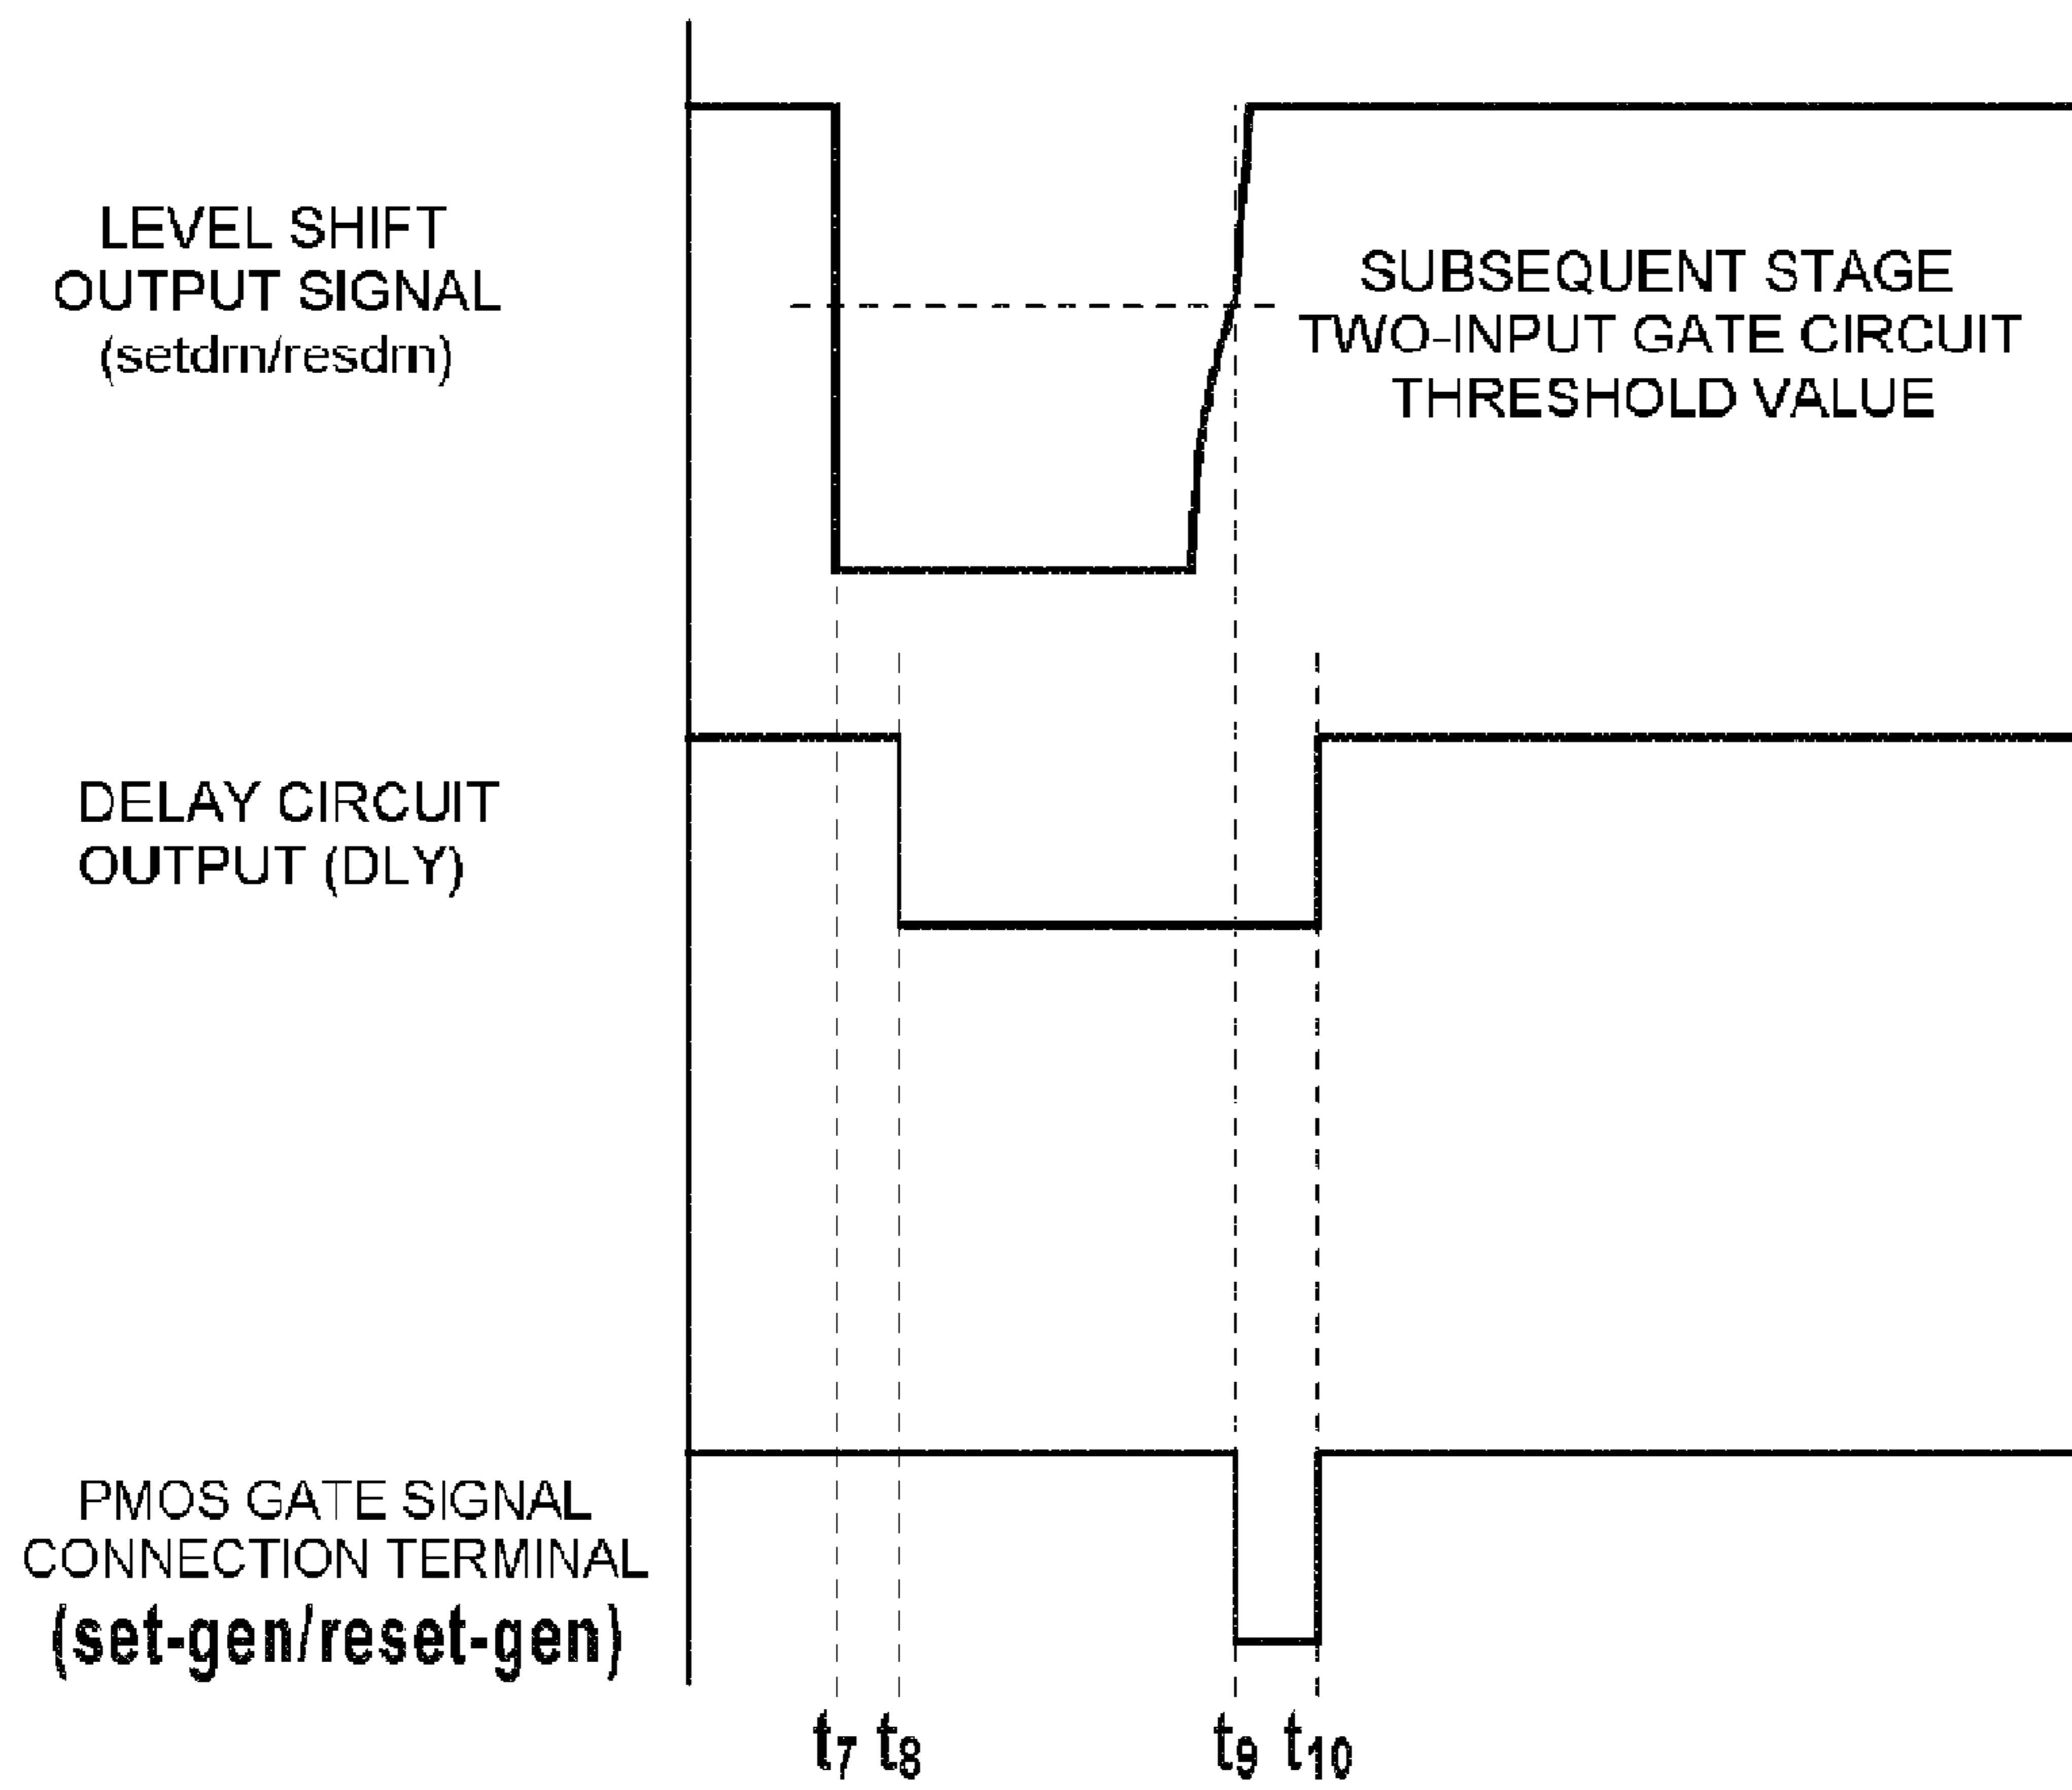 LEVEL SHIFT
OUTPUT SIGNAL
(setdrn/resdrn)
SUBSEQUENT STAGE
TWO-INPUT GATE CIRCUIT
THRESHOLD VALUE
DELAY CIRCUIT
OUTPUT (DLY)
PMOS GATE SIGNAL
CONNECTION TERMINAL
(set-gen/reset-gen)
t7 t8 t9 t10